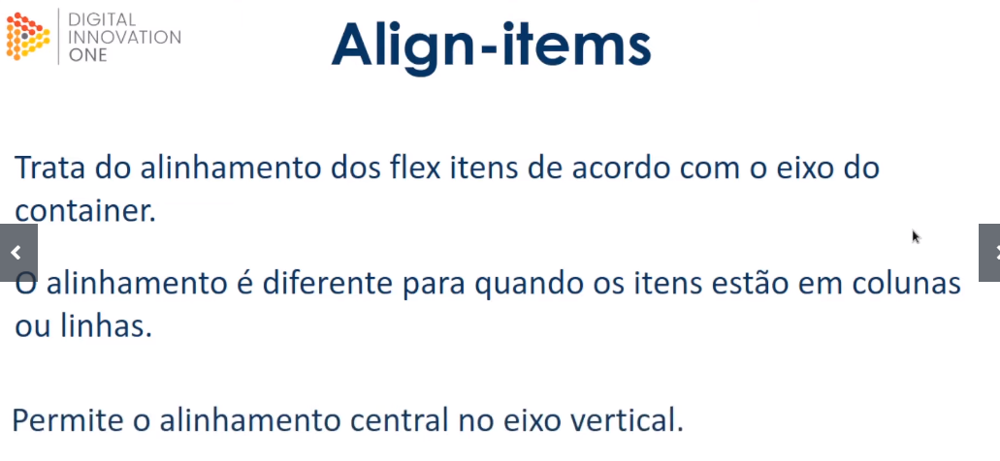 DIGITAL
INNOVATION
ONE
Align-items
Trata do alinhamento dos flex itens de acordo com o eixo do
container.
O alinhamento é diferente para quando os itens estão em colunas
ou linhas.
Permite o alinhamento central no eixo vertical.